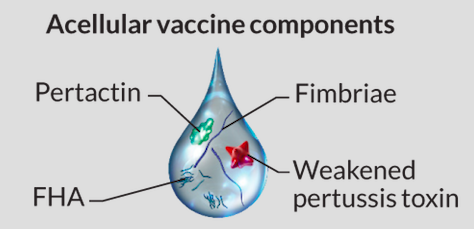 Acellular vaccine components
Pertactin
Fimbriae
FHA
Weakened
pertussis toxin